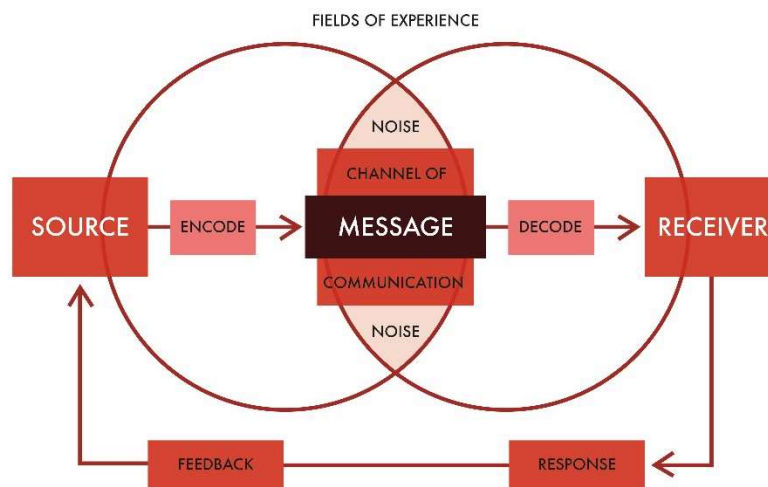 FIELDS OF EXPERIENCE
NOISE
CHANNEL OF
SOURCE
ENCODE
MESSAGE
DECODE
RECEIVER
COMMUNICATION
NOISE
FEEDBACK
RESPONSE